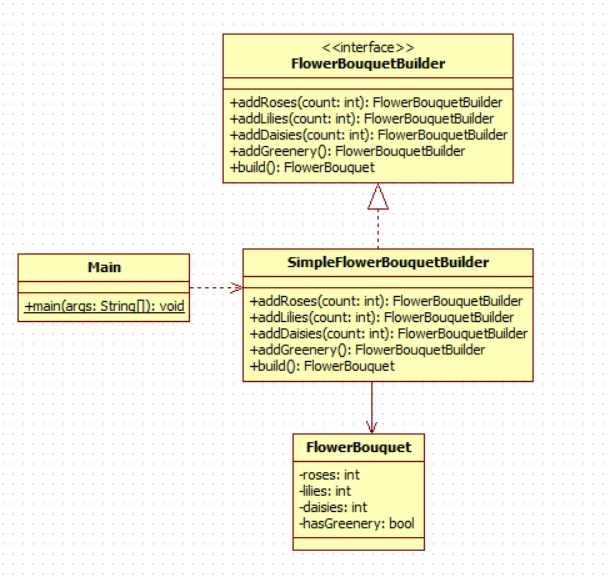 <<interface>>
FlowerBouquetBuilder
+addRoses(count: int): FlowerBouquetBuilder
+addLilies(count: int): FlowerBouquetBuilder
+addDaisies(count: int): FlowerBouquetBuilder
+addGreenery(): FlowerBouquetBuilder
+build(): FlowerBouquet
Main
+main(args: String[]): void
SimpleFlowerBouquetBuilder
+addRoses(count: int): FlowerBouquetBuilder
+addLilies(count: int): FlowerBouquetBuilder
+addDaisies(count: int): FlowerBouquetBuilder
+addGreenery(): FlowerBouquetBuilder
+build(): FlowerBouquet
FlowerBouquet
-roses: int
-lilies: int
-daisies: int
-hasGreenery: bool